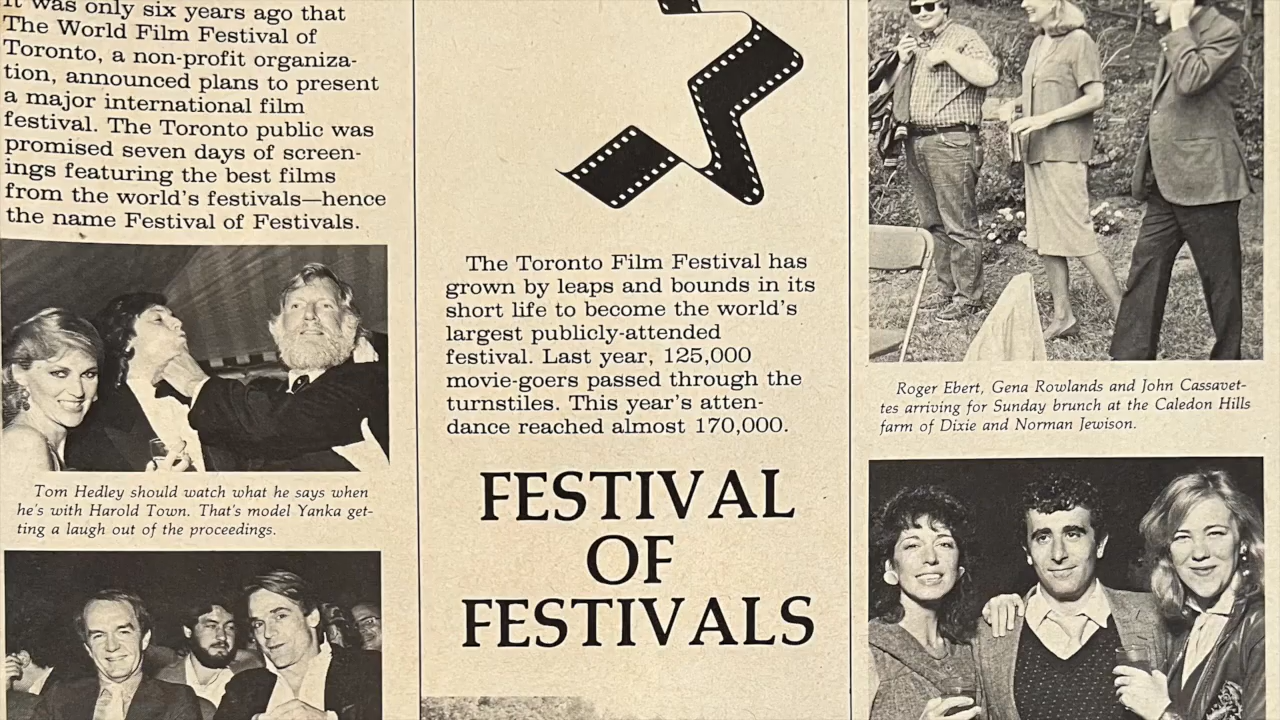 It was only six years ago that
The World Film Festival of
Toronto, a non-profit organiza-
tion, announced plans to present
a major international film
festival. The Toronto public was
promised seven days of screen-
ings featuring the best films
from the world's festivals—hence
the name Festival of Festivals.
Tom Hedley should watch what he says when
he's with Harold Town. That's model Yanka get-
ting a laugh out of the proceedings.
The Toronto Film Festival has
grown by leaps and bounds in its
short life to become the world's
largest publicly-attended
festival. Last year, 125,000
movie-goers passed through the
turnstiles. This year's atten-
dance reached almost 170,000.
FESTIVAL
OF
FESTIVALS
Roger Ebert, Gena Rowlands and John Cassavet-
tes arriving for Sunday brunch at the Caledon Hills
farm of Dixie and Norman Jewison.